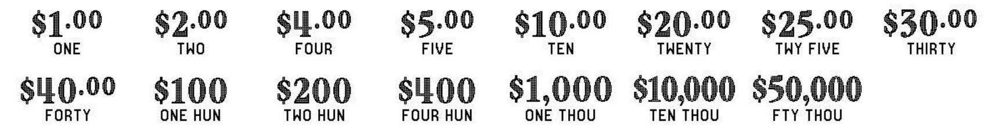 $1.00 $2.00 $4.00 $5.00 $10.00 $20.00 $25.00 $30.00
ONE TWO FOUR FIVE TEN TWENTY TWY FIVE THIRTY
$40.00 $100 $200 $400 $1,000 $10,000 $50,000
FORTY ONE HUN TWO HUN FOUR HUN ONE THOU TEN THOU FTY THOU